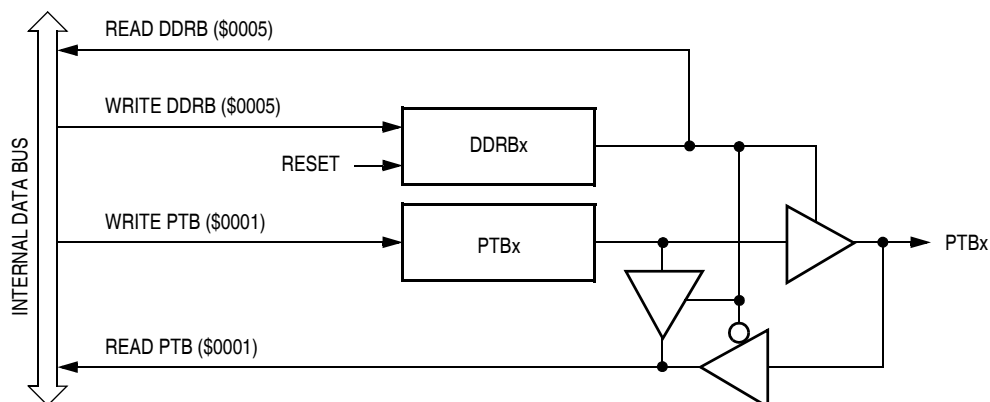 READ DDRB ($0005)
WRITE DDRB ($0005)
DDRBx
RESET
WRITE PTB ($0001)
PTBx
PTBx
READ PTB ($0001)
INTERNAL DATA BUS